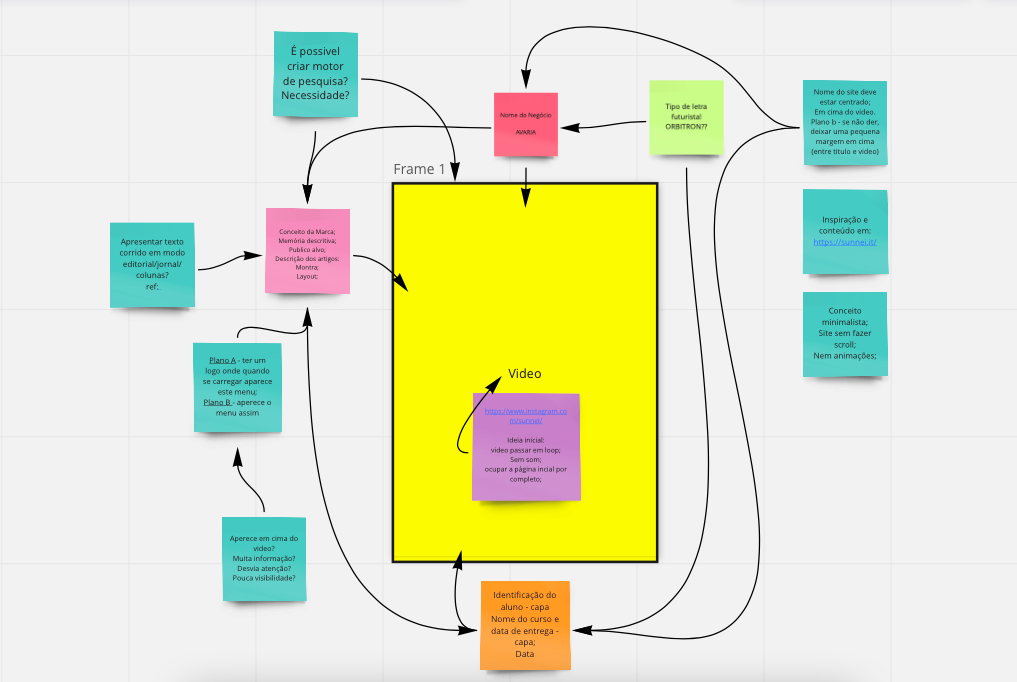 É possivel
criar motor
de pesquisa?
Necessidade?
Nome do Negócio
AVARIA
Tipo de letra
futurista!
ORBITRON??
Nome do site deve
estar centrado;
Em cima do vídeo.
Plano b - se não der,
deixar uma pequena
margem em cima
(entre titulo e video)
Frame 1
Inspiração e
conteúdo em:
https://sunnei.it/
Conceito da Marca;
Memória descritiva;
Publico alvo;
Descrição dos artigos:
Montra;
Layout;
Apresentar texto
corrido em modo
editorial/jornal/
colunas?
ref:
Conceito
minimalista;
Site sem fazer
scroll;
Nem animações;
Plano A - ter um
logo onde quando
se carregar aparece
este menu;
Plano B - aperece o
menu assim
Video
https://www.instagram.co
m/sunnei/
Ideia inicial:
video passar em loop;
Sem som;
ocupar a página incial por
completo;
Aperece em cima do
video?
Muita informação?
Desvia atenção?
Pouca visibilidade?
Identificação do
aluno - capa
Nome do curso e
data de entrega -
capa;
Data